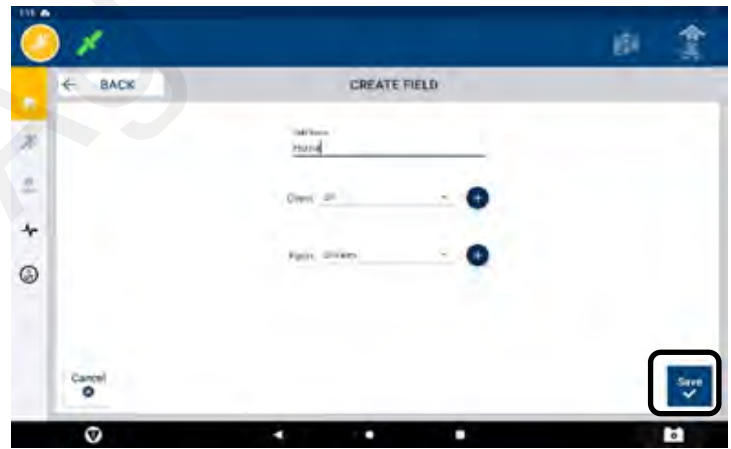 BACK
CREATE FIELD
Field Name
Home
Client
Farm
Cancel
Save